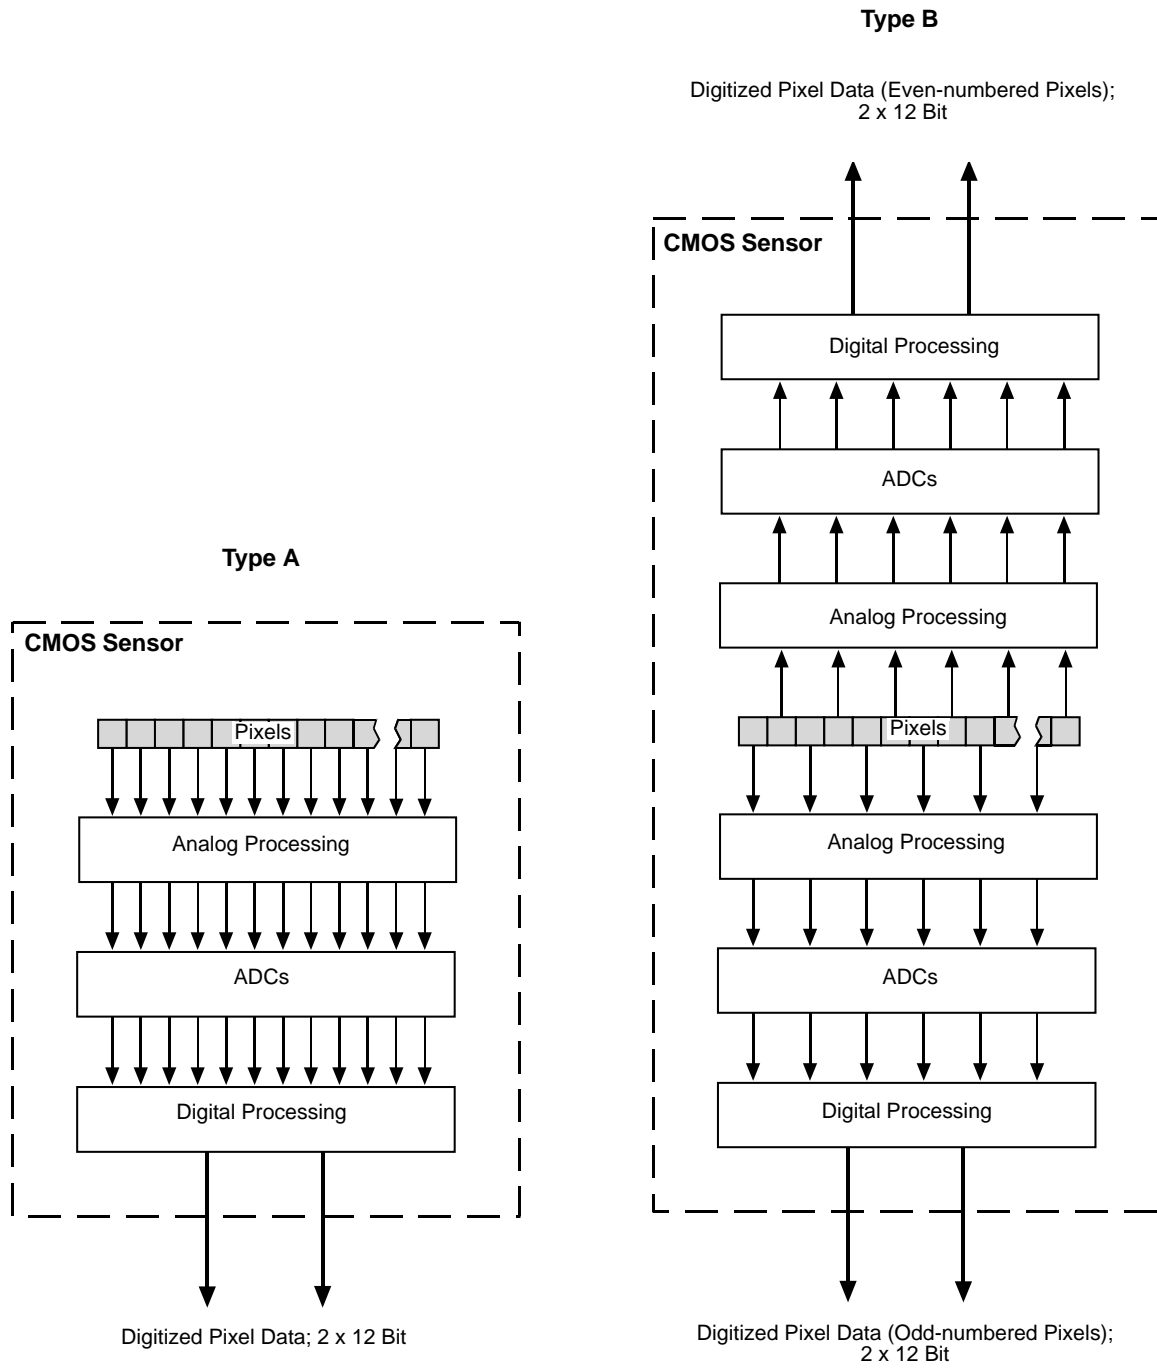 Type B
Digitized Pixel Data (Even-numbered Pixels);
2 x 12 Bit
CMOS Sensor
Digital Processing
ADCs
Analog Processing
Pixels
Analog Processing
ADCs
Digital Processing
Digitized Pixel Data (Odd-numbered Pixels);
2 x 12 Bit
Type A
CMOS Sensor
Pixels
Analog Processing
ADCs
Digital Processing
Digitized Pixel Data; 2 x 12 Bit